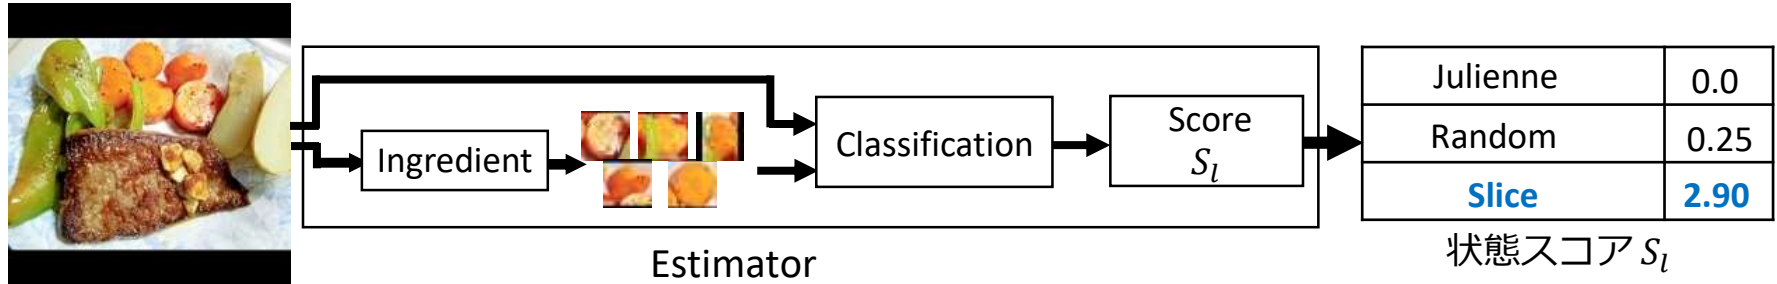 Ingredient
Classification
Score
S_l
Estimator
Julienne 0.0
Random 0.25
Slice 2.90
状態スコア S_l